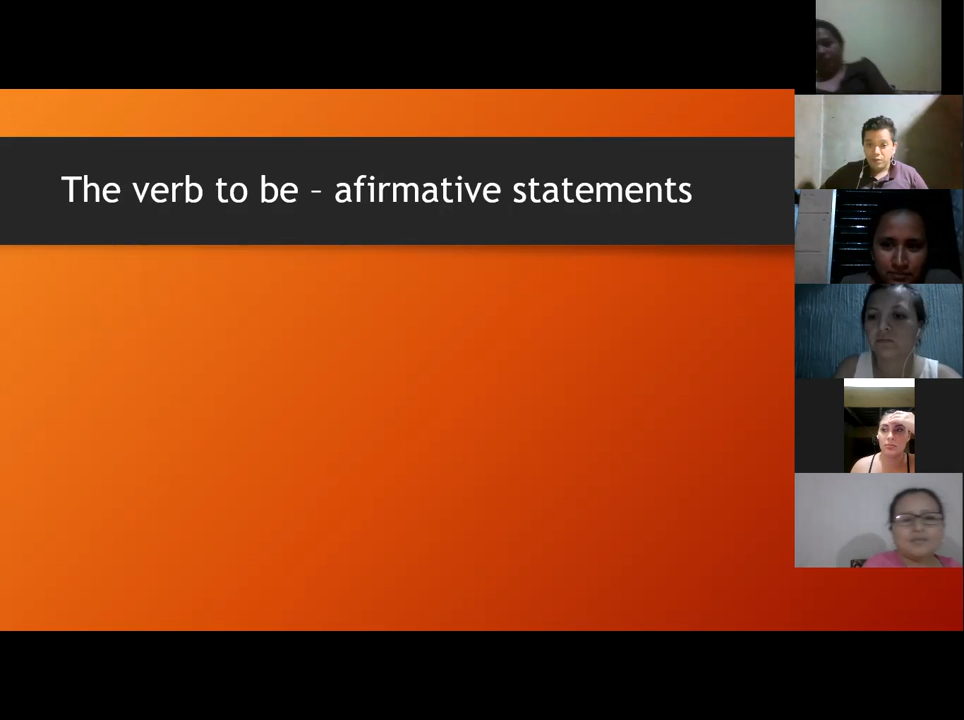 The verb to be – afirmative statements